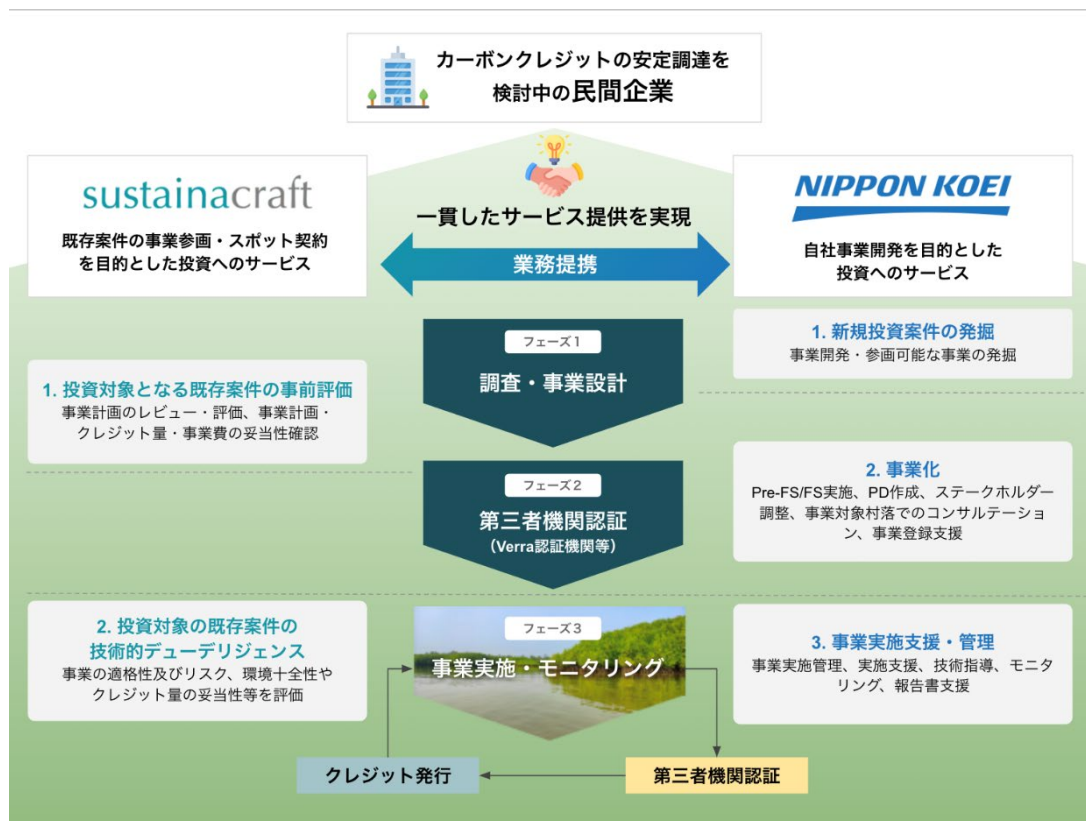 カーボンクレジットの安定調達を
検討中の民間企業
sustainacraft
既存案件の事業参画・スポット契約
を目的とした投資へのサービス
一貫したサービス提供を実現
業務提携
NIPPON KOEI
自社事業開発を目的とした
投資へのサービス
フェーズ1
調査・事業設計
1. 新規投資案件の発掘
事業開発・参画可能な事業の発掘
1. 投資対象となる既存案件の事前評価
事業計画のレビュー・評価、事業計画・
クレジット量・事業費の妥当性確認
フェーズ2
第三者機関認証
（Verra認証機関等）
2. 事業化
Pre-FS/FS実施、PD作成、ステークホルダー
調整、事業対象村落でのコンサルテーショ
ン、事業登録支援
2. 投資対象の既存案件の
技術的デューデリジェンス
事業の適格性及びリスク、環境十全性や
クレジット量の妥当性等を評価
フェーズ3
事業実施・モニタリング
3. 事業実施支援・管理
事業実施管理、実施支援、技術指導、モニタ
リング、報告書支援
クレジット発行
第三者機関認証